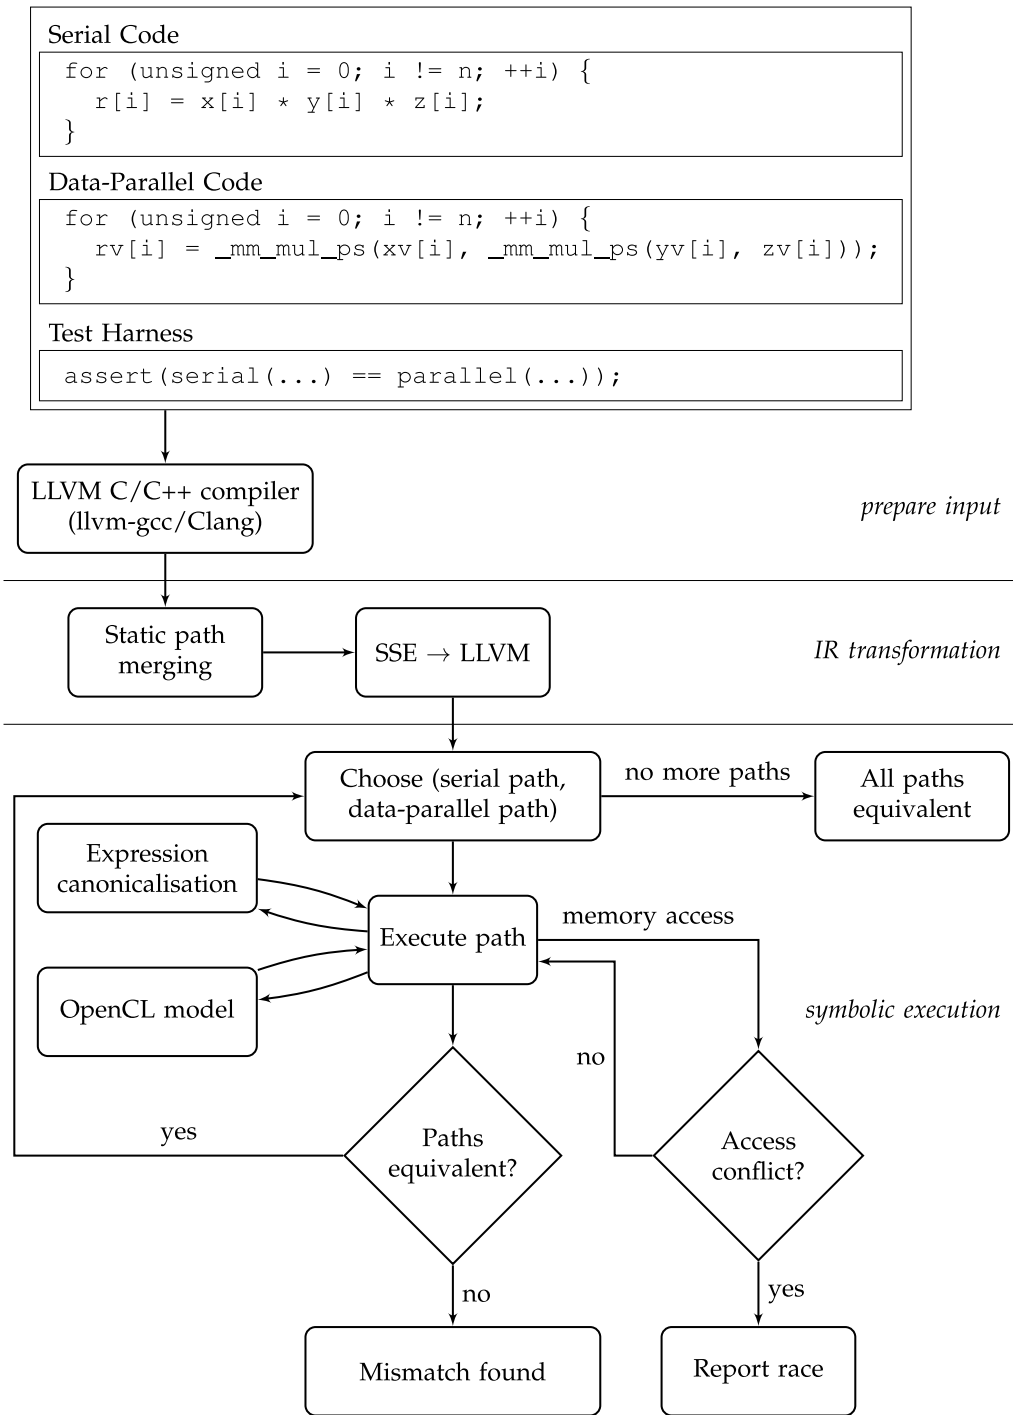 Serial Code
for (unsigned i = 0; i != n; ++i) {
  r[i] = x[i] * y[i] * z[i];
}
Data-Parallel Code
for (unsigned i = 0; i != n; ++i) {
  rv[i] = _mm_mul_ps(xv[i], _mm_mul_ps(yv[i], zv[i]));
}
Test Harness
assert(serial(...) == parallel(...));
LLVM C/C++ compiler
(llvm-gcc/Clang)
prepare input
Static path
merging
SSE → LLVM
IR transformation
Choose (serial path,
data-parallel path)
no more paths
All paths
equivalent
Expression
canonicalisation
Execute path
memory access
OpenCL model
symbolic execution
no
yes
Paths
equivalent?
Access
conflict?
no
yes
Mismatch found
Report race